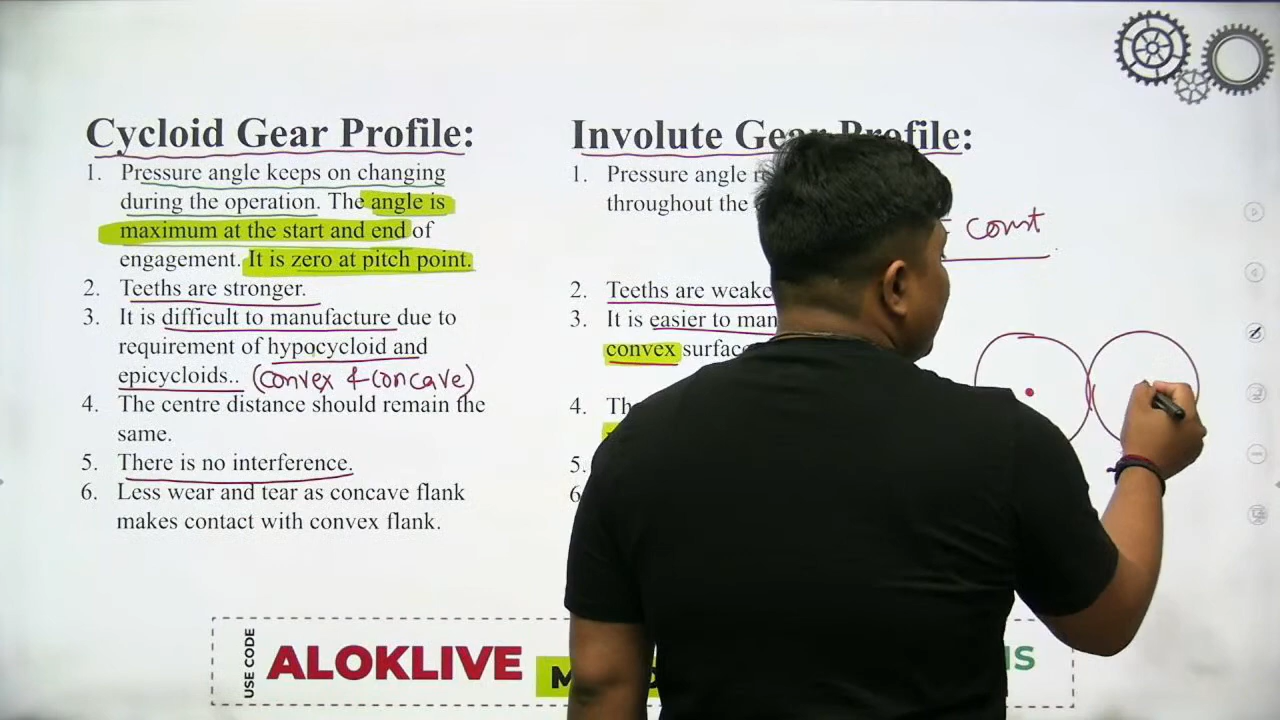 Cycloid Gear Profile:
1. Pressure angle keeps on changing
during the operation. The angle is
maximum at the start and end of
engagement. It is zero at pitch point.
2. Teeths are stronger.
3. It is difficult to manufacture due to
requirement of hypocycloid and
epicycloids.. (convex & concave)
4. The centre distance should remain the
same.
5. There is no interference.
6. Less wear and tear as concave flank
makes contact with convex flank.
Involute Gear Profile:
1. Pressure angle
throughout the
const
2. Teeths are
3. It is easier to
convex
4.
5.
6
USE CODE
ALOKLIVE